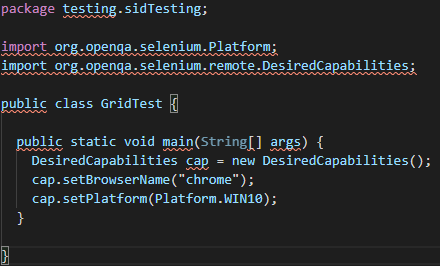 package testing.sidTesting;
import org.openqa.selenium.Platform;
import org.openqa.selenium.remote.DesiredCapabilities;
public class GridTest {
public static void main(String[] args) {
DesiredCapabilities cap = new DesiredCapabilities();
cap.setBrowserName("chrome");
cap.setPlatform(Platform.WIN10);
}
}